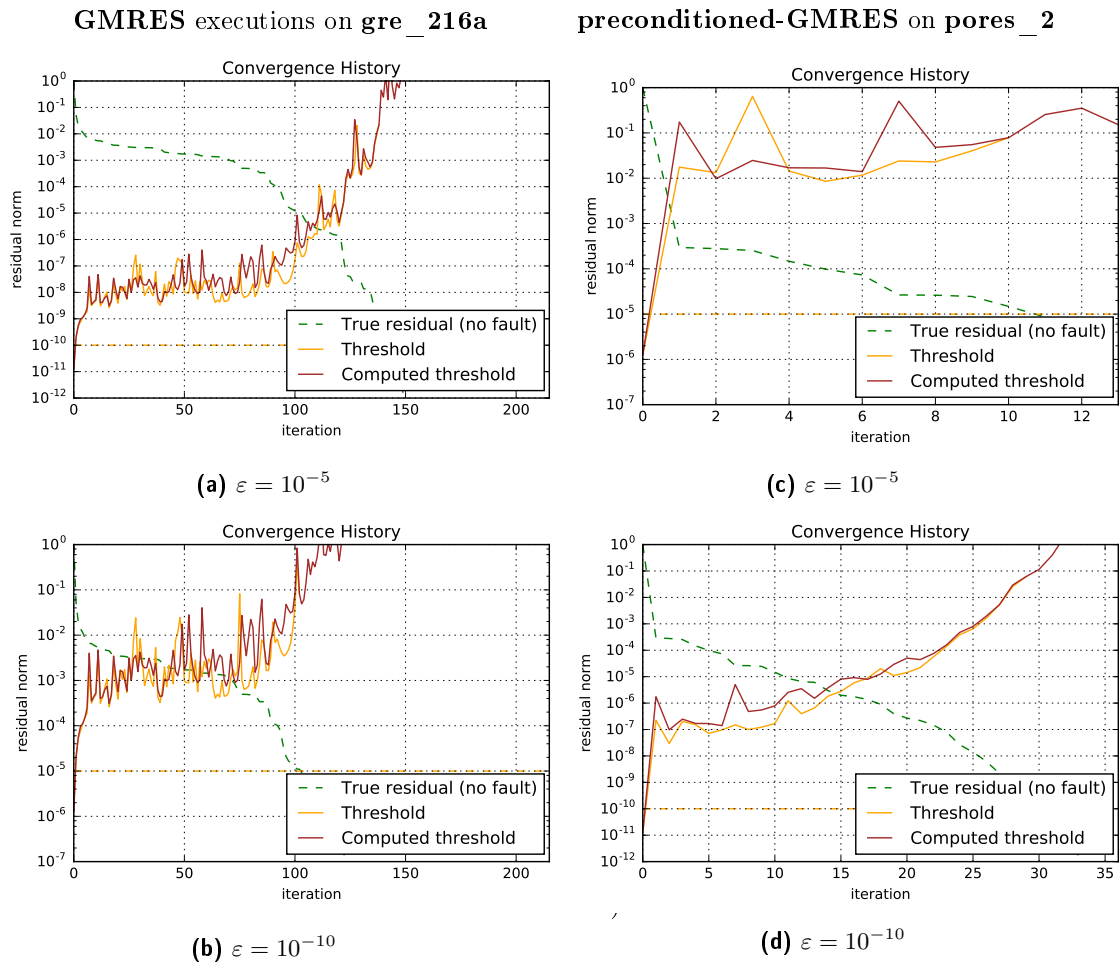 GMRES executions on gre_216a
preconditioned-GMRES on pores_2
Convergence History
10^0
10^-1
10^-2
10^-3
10^-4
10^-5
10^-6
10^-7
10^-8
10^-9
10^-10
10^-11
10^-12
residual norm
True residual (no fault)
Threshold
Computed threshold
0 50 100 150 200
iteration
(a) ε = 10^-5
Convergence History
10^0
10^-1
10^-2
10^-3
10^-4
10^-5
10^-6
10^-7
residual norm
True residual (no fault)
Threshold
Computed threshold
0 2 4 6 8 10 12
iteration
(c) ε = 10^-5
Convergence History
10^0
10^-1
10^-2
10^-3
10^-4
10^-5
10^-6
10^-7
residual norm
True residual (no fault)
Threshold
Computed threshold
0 50 100 150 200
iteration
(b) ε = 10^-10
Convergence History
10^0
10^-1
10^-2
10^-3
10^-4
10^-5
10^-6
10^-7
10^-8
10^-9
10^-10
10^-11
10^-12
residual norm
True residual (no fault)
Threshold
Computed threshold
0 5 10 15 20 25 30 35
iteration
,
(d) ε = 10^-10